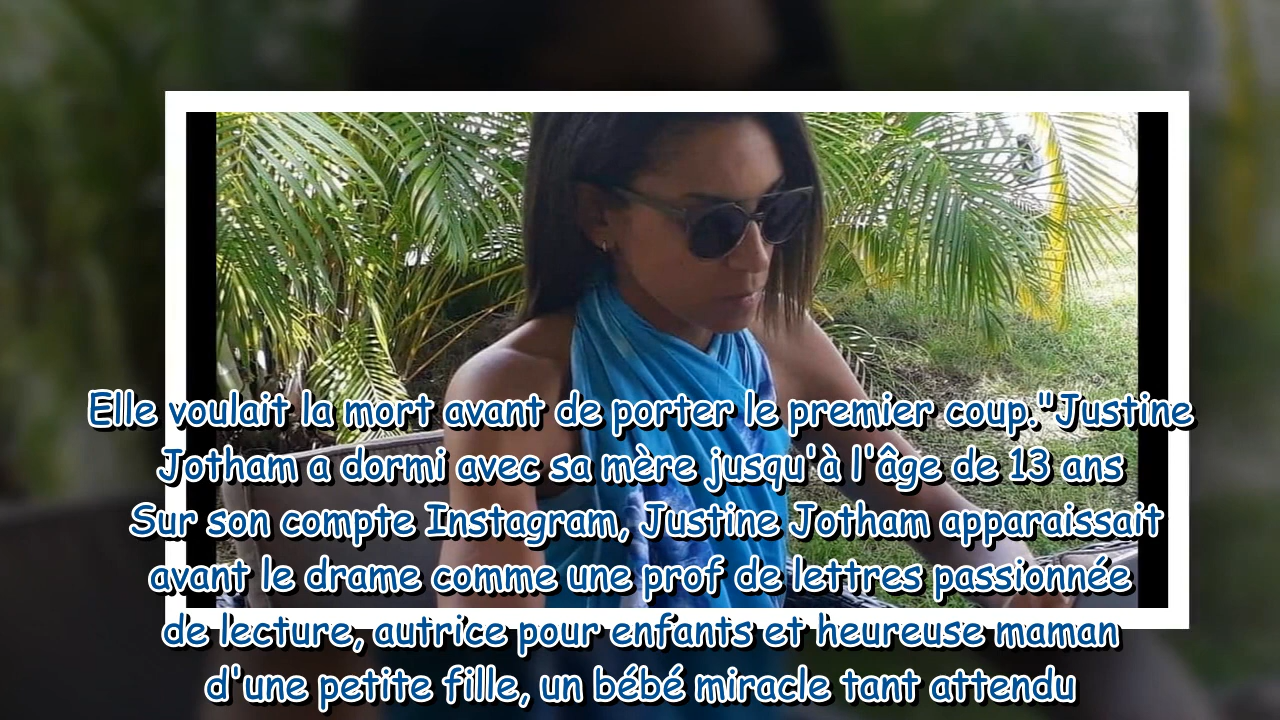 Elle voulait la mort avant de porter le premier coup."Justine
Jotham a dormi avec sa mère jusqu'à l'âge de 13 ans
Sur son compte Instagram, Justine Jotham apparaissait
avant le drame comme une prof de lettres passionnée
de lecture, autrice pour enfants et heureuse maman
d'une petite fille, un bébé miracle tant attendu